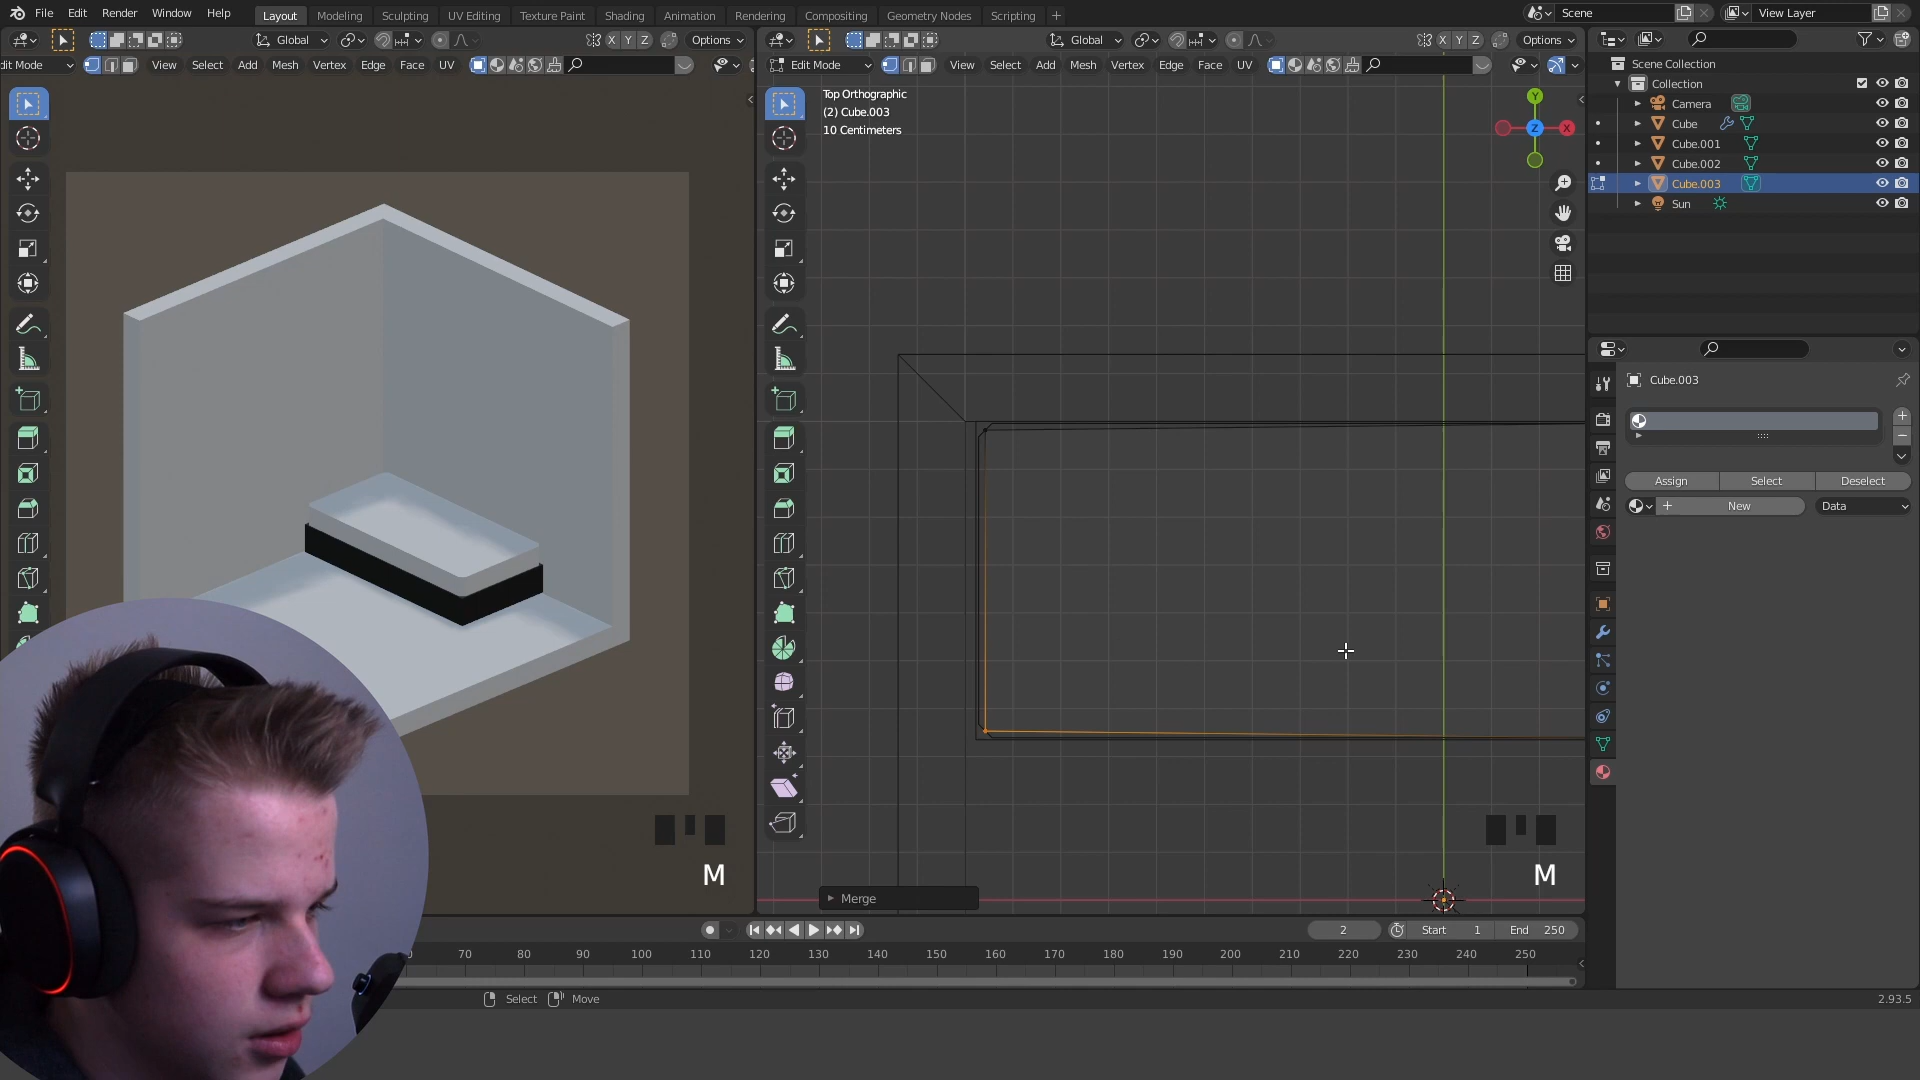 File Edit Render Window Help
Layout Modeling Sculpting UV Editing Texture Paint Shading Animation Rendering Compositing Geometry Nodes Scripting +
Scene
View Layer
Global X Y Z Options
Global X Y Z Options
dit Mode View Select Add Mesh Vertex Edge Face UV
Edit Mode View Select Add Mesh Vertex Edge Face UV
Top Orthographic
(2) Cube.003
10 Centimeters
Y
Z
X
Scene Collection
Collection
Camera
Cube
Cube.001
Cube.002
Cube.003
Sun
Cube.003
Assign Select Deselect
New
Data
M
M
Merge
2 Start 1 End 250
70 80 90 100 110 120 130 140 150 160 170 180 190 200 210 220 230 240 250
Select Move
2.93.5